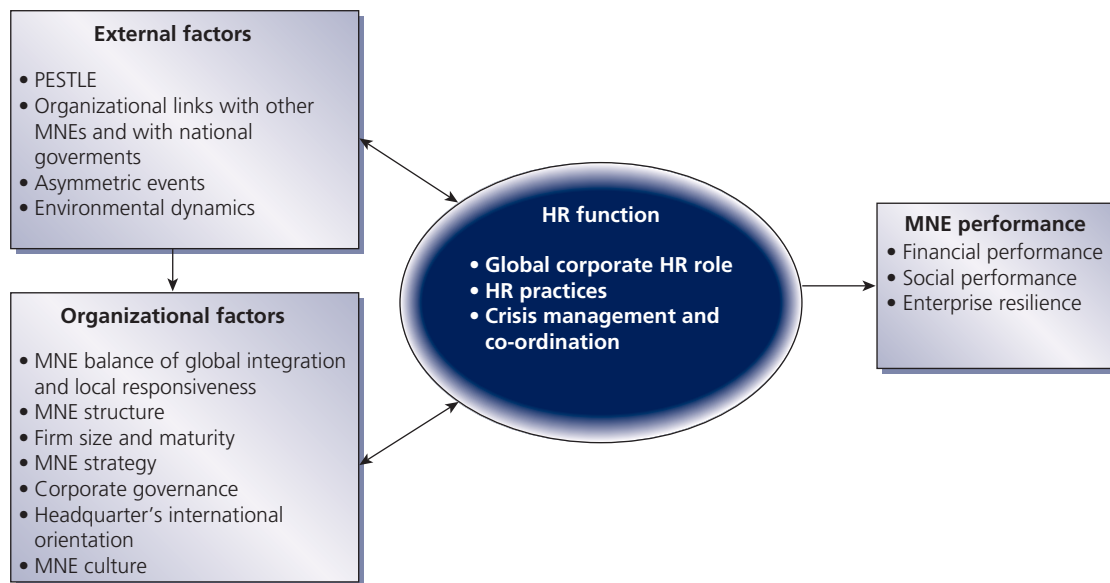 External factors
• PESTLE
• Organizational links with other
MNEs and with national
goverments
• Asymmetric events
• Environmental dynamics
Organizational factors
• MNE balance of global integration
and local responsiveness
• MNE structure
• Firm size and maturity
• MNE strategy
• Corporate governance
• Headquarter's international
orientation
• MNE culture
HR function
• Global corporate HR role
• HR practices
• Crisis management and
co-ordination
MNE performance
• Financial performance
• Social performance
• Enterprise resilience